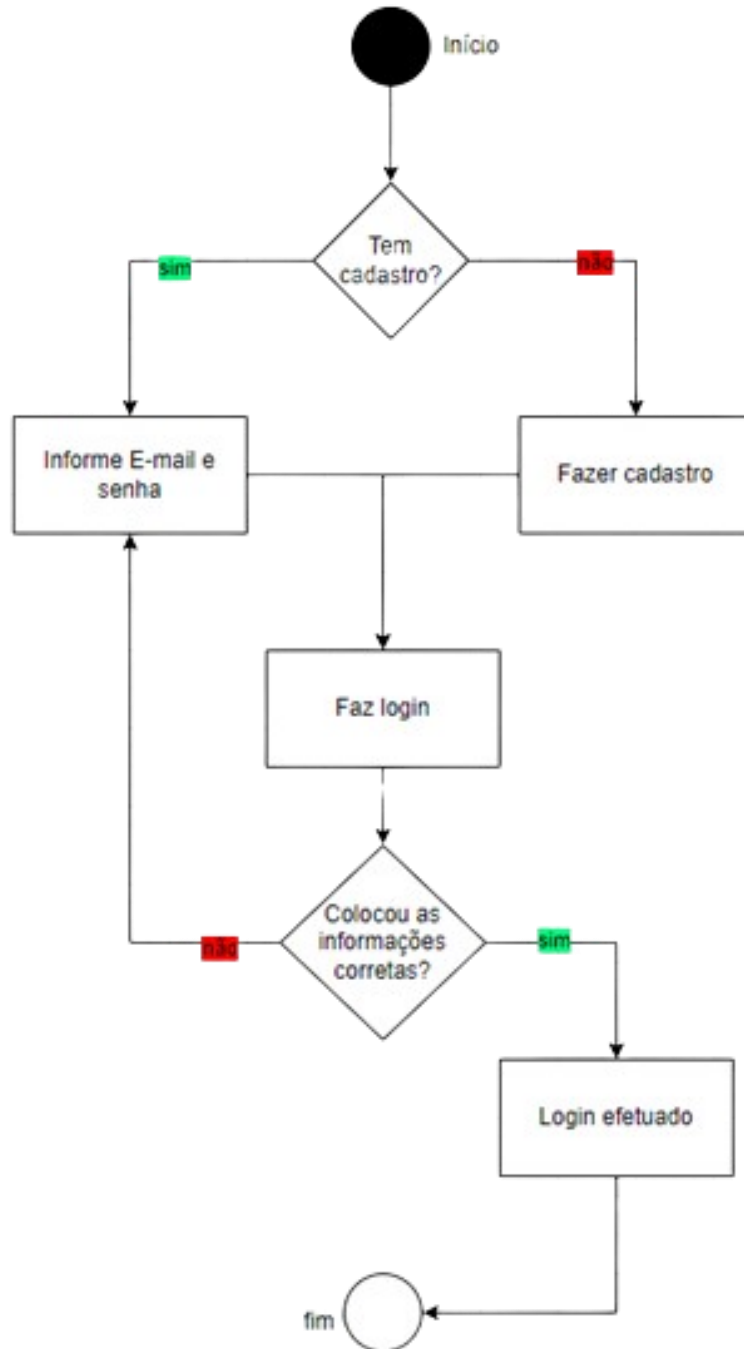 Início
Tem
cadastro?
sim
não
Informe E-mail e
senha
Fazer cadastro
Faz login
Colocou as
informações
corretas?
não
sim
Login efetuado
fim